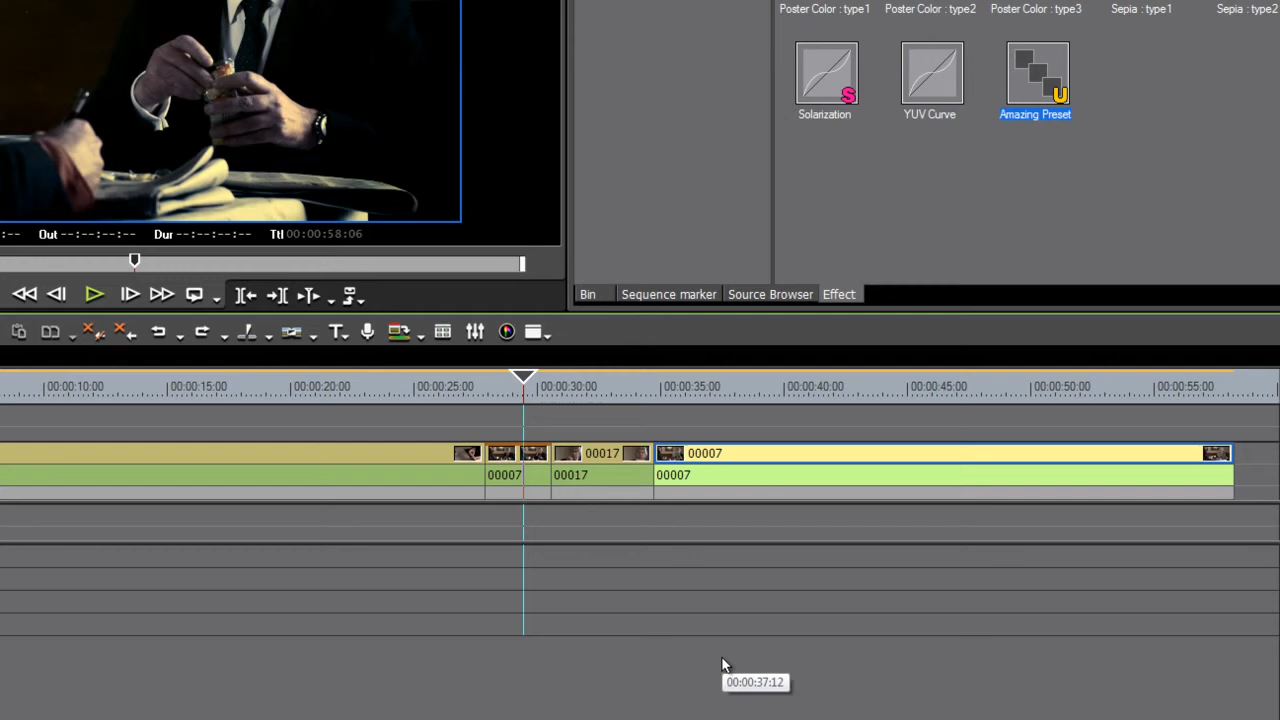 Poster Color : type1 Poster Color : type2 Poster Color : type3 Sepia : type1 Sepia : type2
S U
Solarization YUV Curve Amazing Preset
:-- Out --:--:--:-- Dur --:--:--:-- Ttl 00:00:58:06
Bin Sequence marker Source Browser Effect
00:00:10:00 00:00:15:00 00:00:20:00 00:00:25:00 00:00:30:00 00:00:35:00 00:00:40:00 00:00:45:00 00:00:50:00 00:00:55:00
00017 00007
00007 00017 00007
00:00:37:12